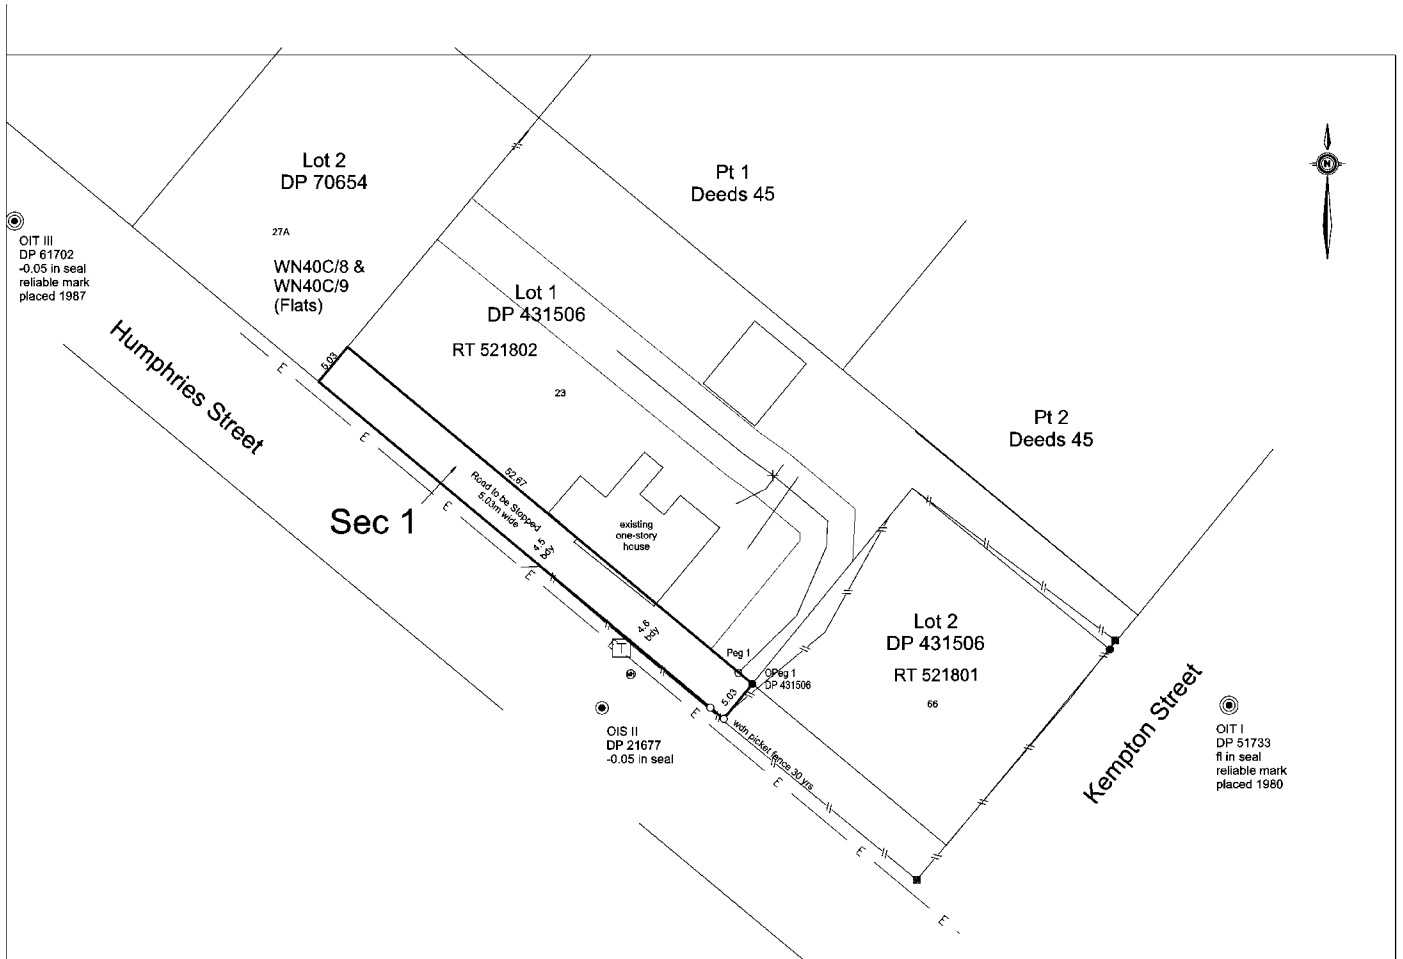 Lot 2
DP 70654
27A
WN40C/8 &
WN40C/9
(Flats)
Pt 1
Deeds 45
N
OIT III
DP 61702
-0.05 in seal
reliable mark
placed 1987
Humphries Street
Lot 1
DP 431506
RT 521802
23
5.03
E
E
E
E
E
E
E
E
Pt 2
Deeds 45
52.67
Road to be Stopped
5.03m wide
Sec 1
4.5
bdy
existing
one-story
house
4.6
bdy
T
Peg 1
OPeg 1
DP 431506
5.03
Lot 2
DP 431506
RT 521801
66
OIS II
DP 21677
-0.05 in seal
wdn picket fence 30 yrs
Kempton Street
OIT I
DP 51733
fl in seal
reliable mark
placed 1980